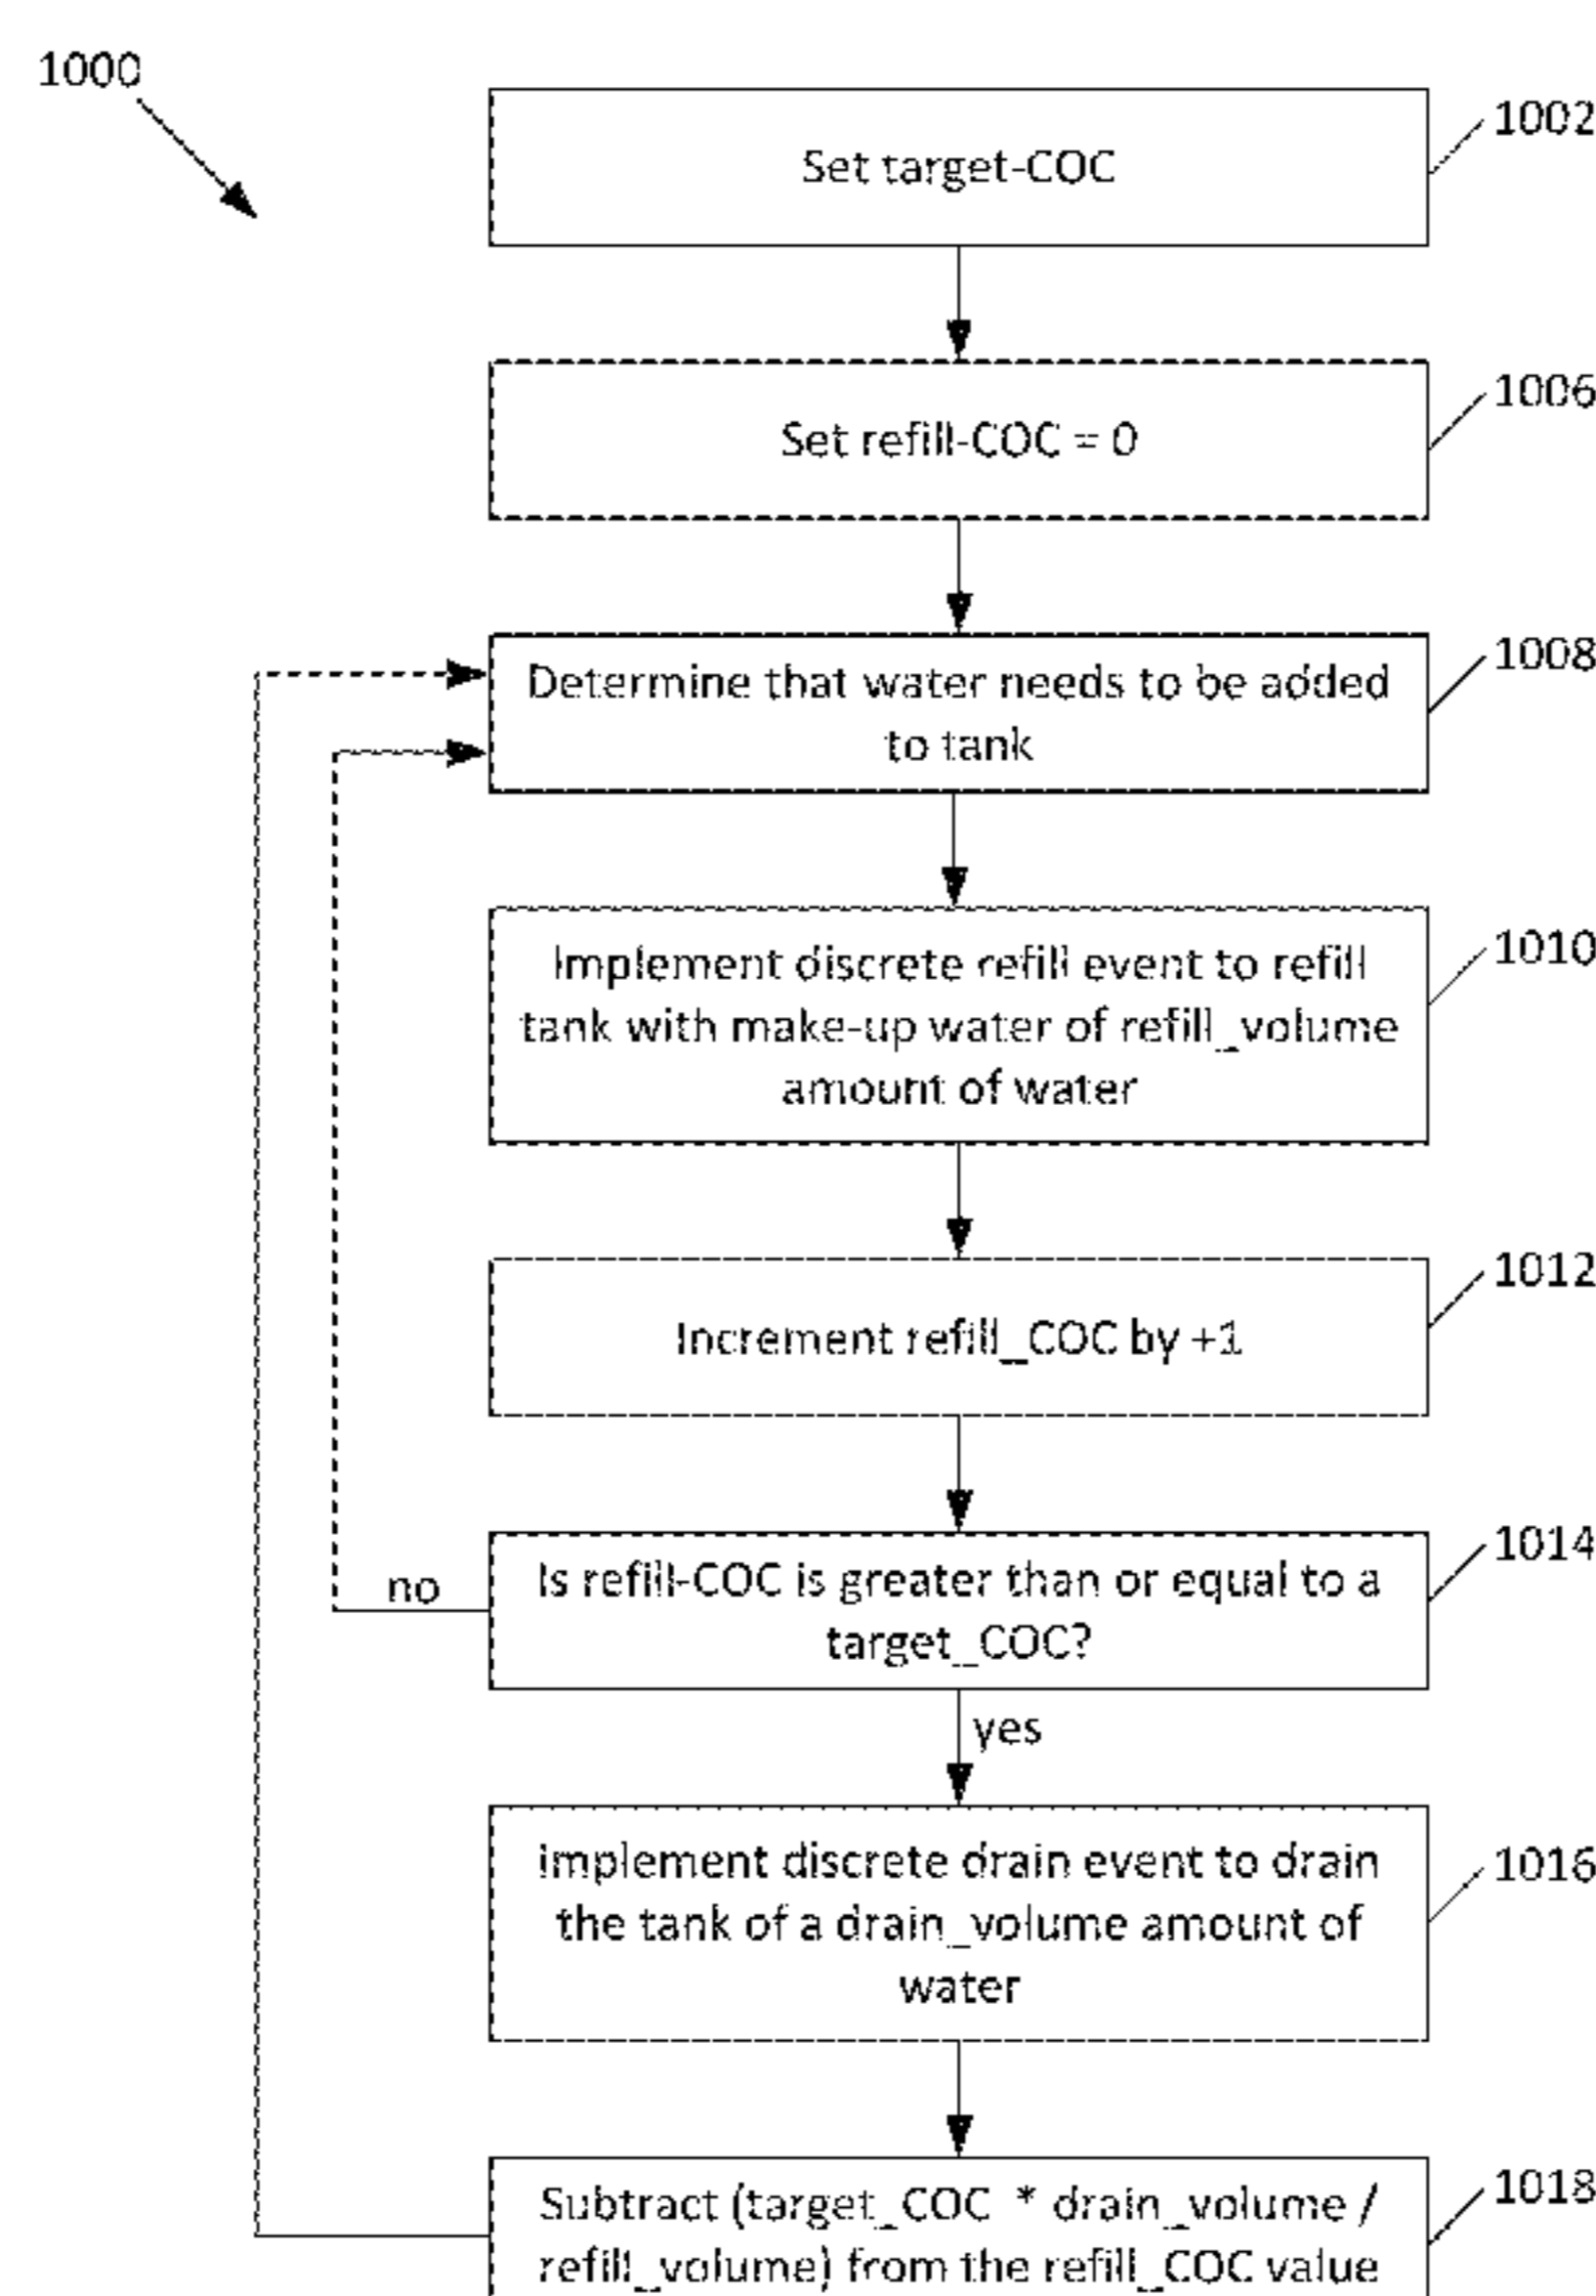 1000
1002
Set target-COC
1006
Set refill-COC = 0
1008
Determine that water needs to be added
to tank
1010
Implement discrete refill event to refill
tank with make-up water of refill_volume
amount of water
1012
Increment refill_COC by +1
1014
Is refill-COC is greater than or equal to a
target_COC?
no
yes
1016
implement discrete drain event to drain
the tank of a drain_volume amount of
water
1018
Subtract (target_COC * drain_volume /
refill_volume) from the refill_COC value